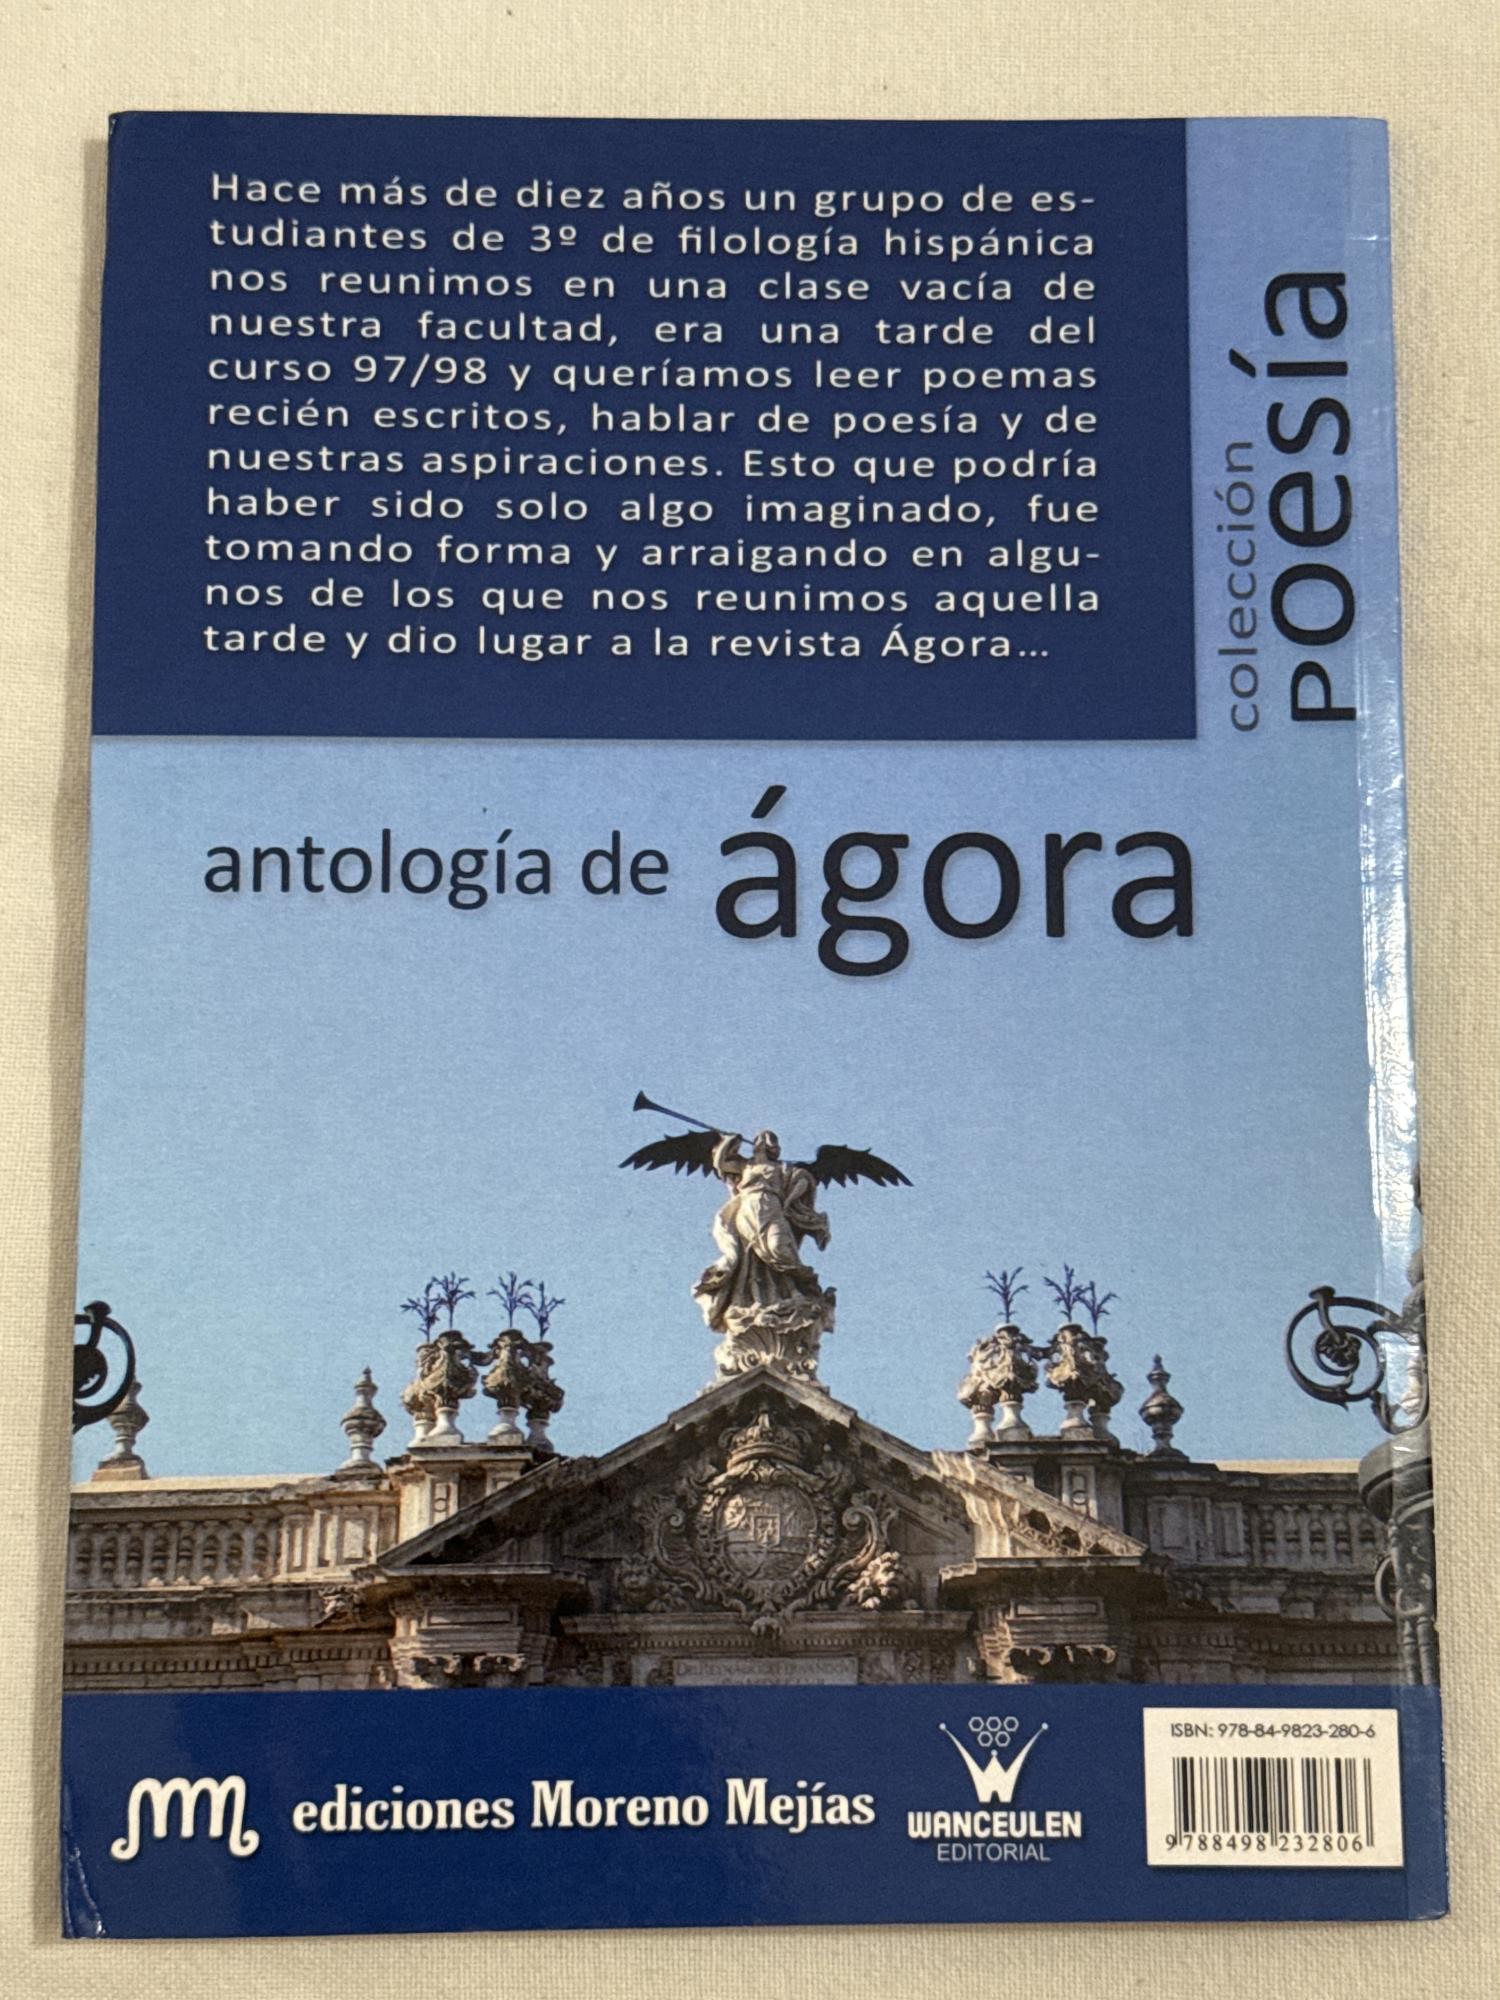 Hace más de diez años un grupo de es-
tudiantes de 3º de filología hispánica
nos reunimos en una clase vacía de
nuestra facultad, era una tarde del
curso 97/98 y queríamos leer poemas
recién escritos, hablar de poesía y de
nuestras aspiraciones. Esto que podría
haber sido solo algo imaginado, fue
tomando forma y arraigando en algu-
nos de los que nos reunimos aquella
tarde y dio lugar a la revista Ágora...
colección
poesía
antología de ágora
mm
ediciones Moreno Mejías
WANCEULEN
EDITORIAL
ISBN: 978-84-9823-280-6
9788498232806